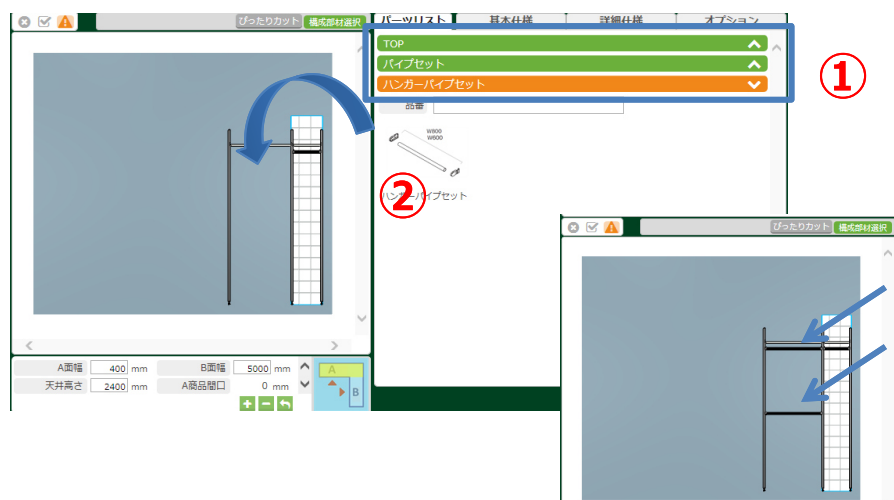 ぴったりカット 構成部材選択
パーツリスト 基本仕様 詳細仕様 オプション
TOP
パイプセット
ハンガーパイプセット
①
品番
W800
W600
ハンガーパイプセット
②
A面幅 400 mm B面幅 5000 mm
天井高さ 2400 mm A商品間口 0 mm
A
B
ぴったりカット 構成部材選択